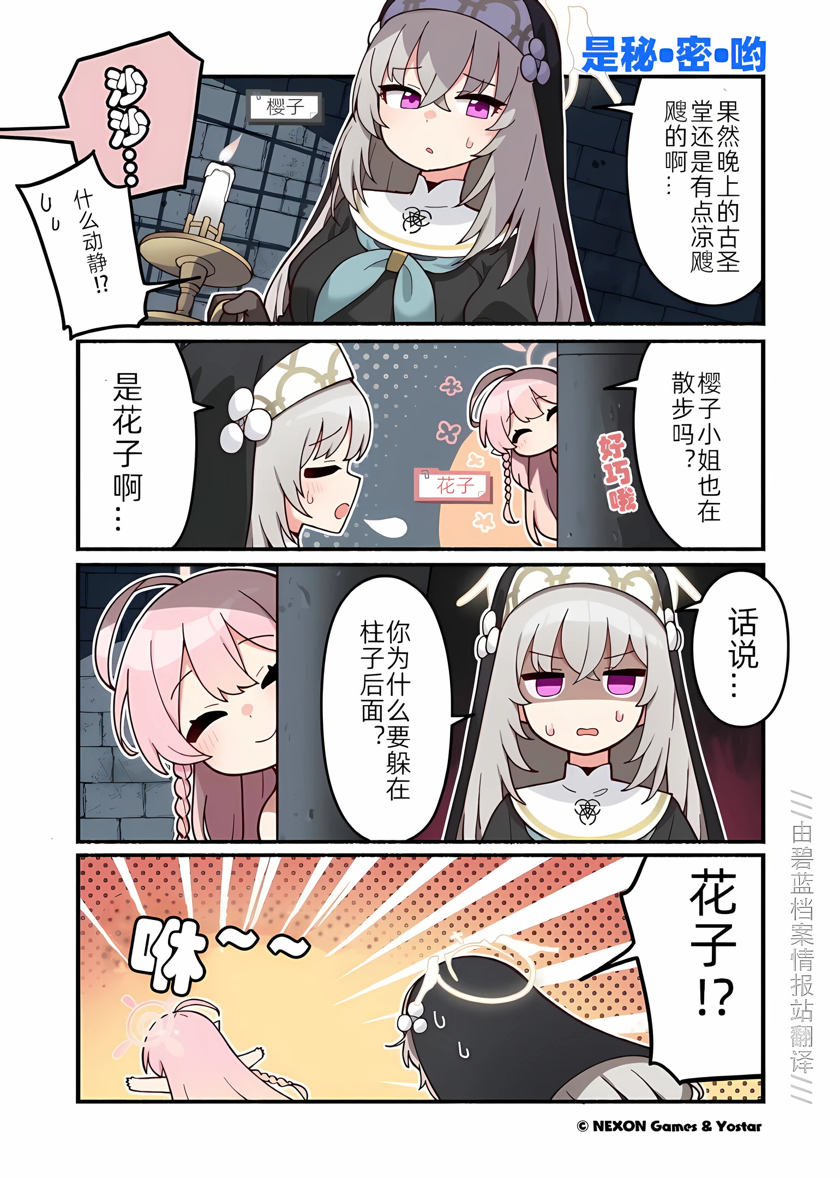 是秘•密•哟
果然晚上的古圣
堂还是有点凉飕
飕的啊…
樱子
沙沙…
什么动静!?
樱子小姐也在
散步吗？
好巧哦
花子
是花子啊…
话说…
你为什么要躲在
柱子后面？
花子!?
咻~~
///由碧蓝档案情报站翻译///
© NEXON Games & Yostar